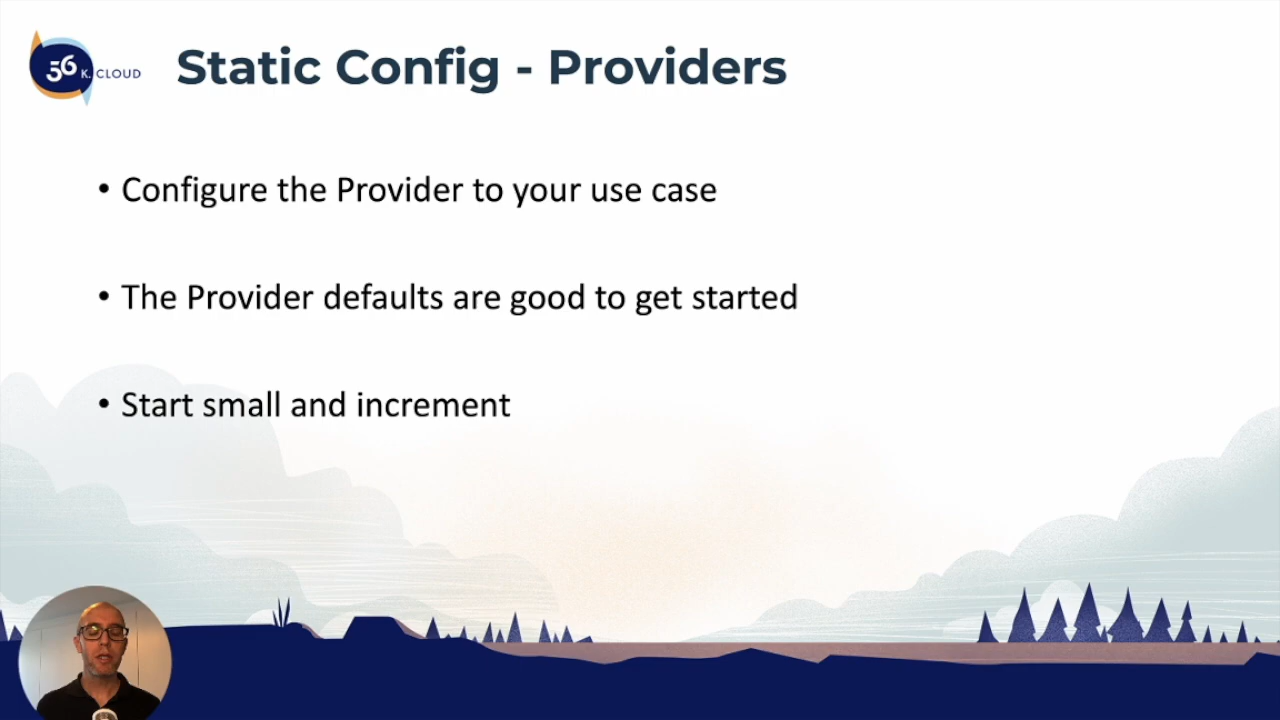 56 K. CLOUD
Static Config - Providers
• Configure the Provider to your use case
• The Provider defaults are good to get started
• Start small and increment